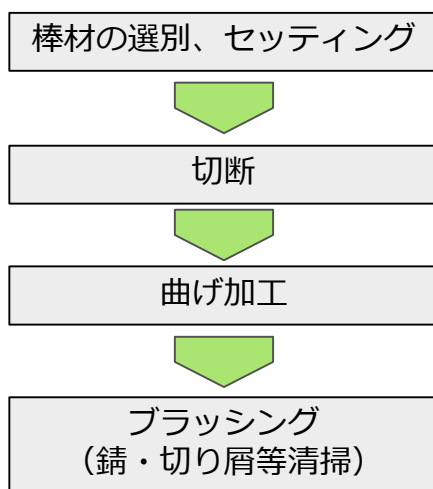 棒材の選別、セッティング
切断
曲げ加工
ブラッシング
（錆・切り屑等清掃）